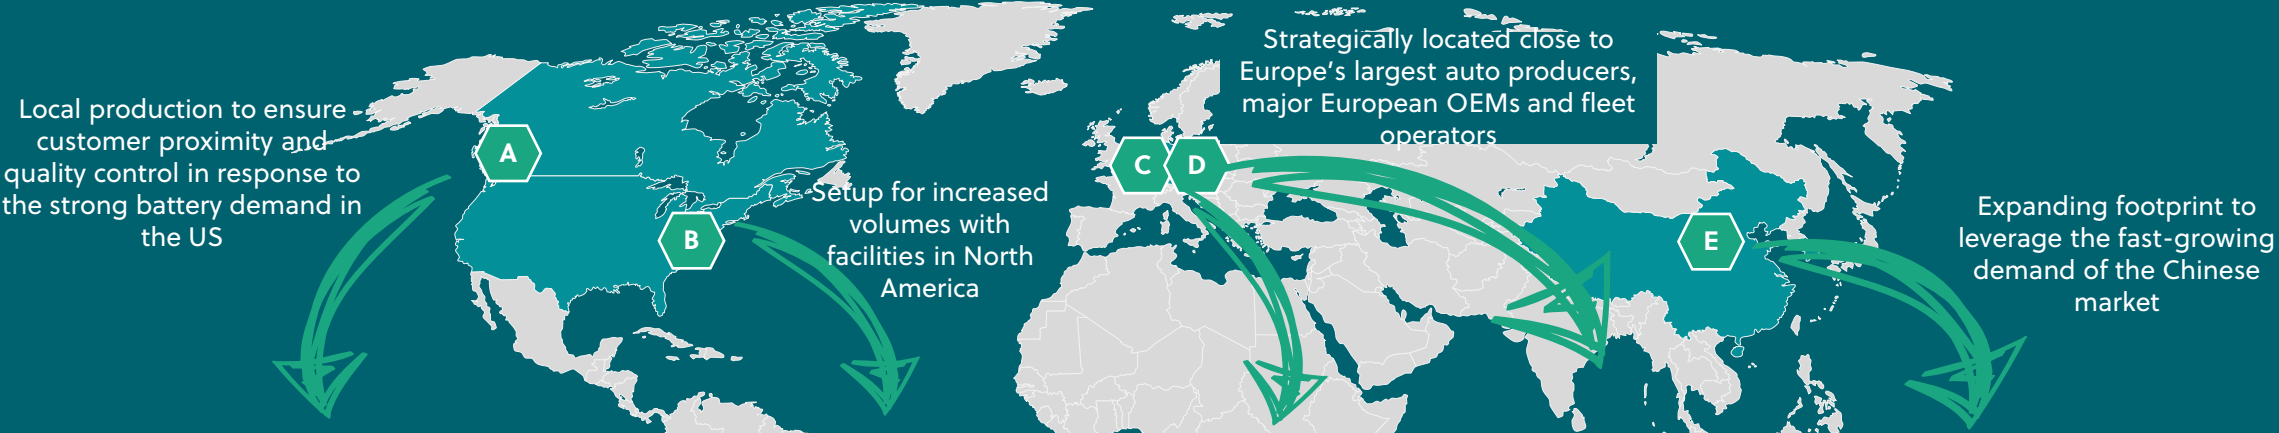 Local production to ensure
customer proximity and
quality control in response to
the strong battery demand in
the US
A
B
Setup for increased
volumes with
facilities in North
America
C
D
Strategically located close to
Europe's largest auto producers,
major European OEMs and fleet
operators
E
Expanding footprint to
leverage the fast-growing
demand of the Chinese
market